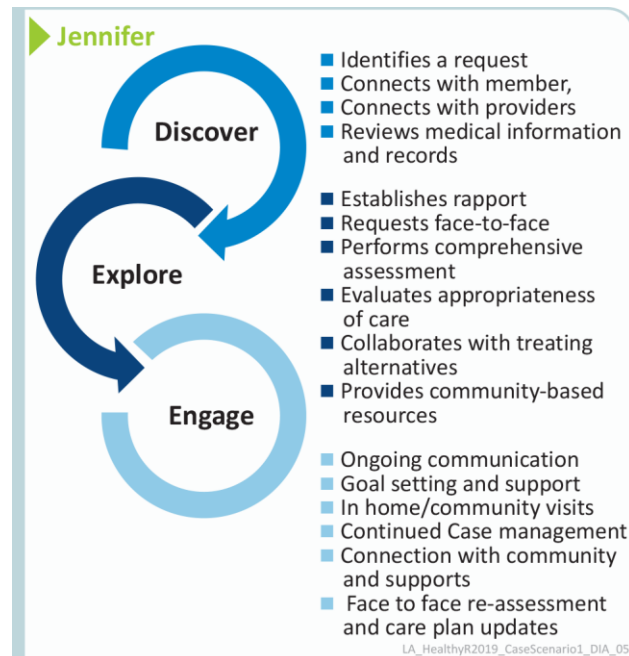 Jennifer
Discover
Identifies a request
Connects with member,
Connects with providers
Reviews medical information
and records
Explore
Establishes rapport
Requests face-to-face
Performs comprehensive
assessment
Evaluates appropriateness
of care
Collaborates with treating
alternatives
Provides community-based
resources
Engage
Ongoing communication
Goal setting and support
In home/community visits
Continued Case management
Connection with community
and supports
Face to face re-assessment
and care plan updates
LA_HealthyR2019_CaseScenario1_DIA_05